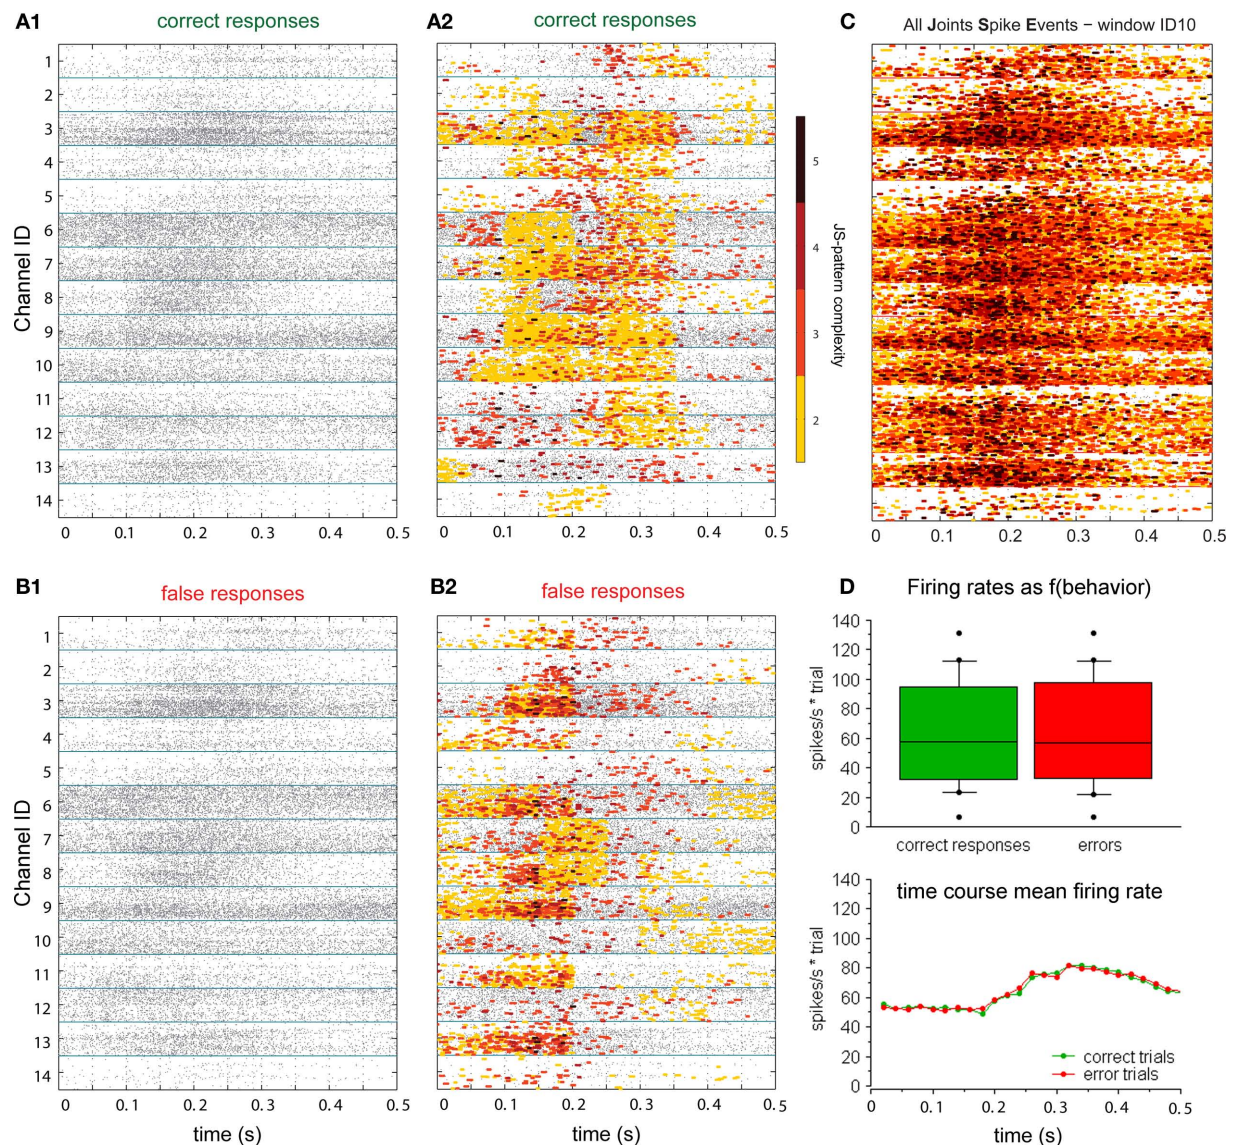 A1 correct responses
Channel ID
1
2
3
4
5
6
7
8
9
10
11
12
13
14
0 0.1 0.2 0.3 0.4 0.5
A2 correct responses
5
4
3
2
JS-pattern complexity
0 0.1 0.2 0.3 0.4 0.5
C All Joints Spike Events – window ID10
0 0.1 0.2 0.3 0.4 0.5
B1 false responses
Channel ID
1
2
3
4
5
6
7
8
9
10
11
12
13
14
0 0.1 0.2 0.3 0.4 0.5
time (s)
B2 false responses
0 0.1 0.2 0.3 0.4 0.5
time (s)
D Firing rates as f(behavior)
spikes/s * trial
140
120
100
80
60
40
20
0
correct responses errors
time course mean firing rate
spikes/s * trial
140
120
100
80
60
40
20
0
correct trials
error trials
0 0.1 0.2 0.3 0.4 0.5
time (s)